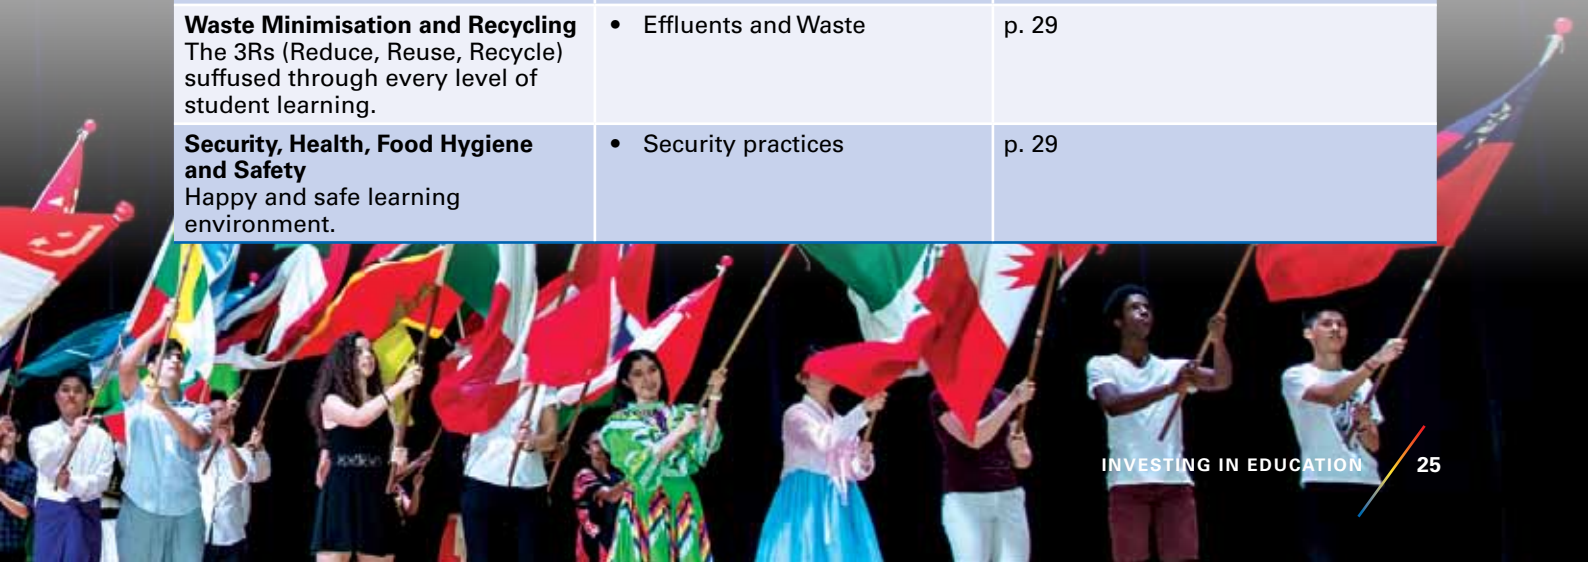 Waste Minimisation and Recycling
The 3Rs (Reduce, Reuse, Recycle)
suffused through every level of
student learning.
• Effluents and Waste
p. 29
Security, Health, Food Hygiene
and Safety
Happy and safe learning
environment.
• Security practices
p. 29
INVESTING IN EDUCATION
25